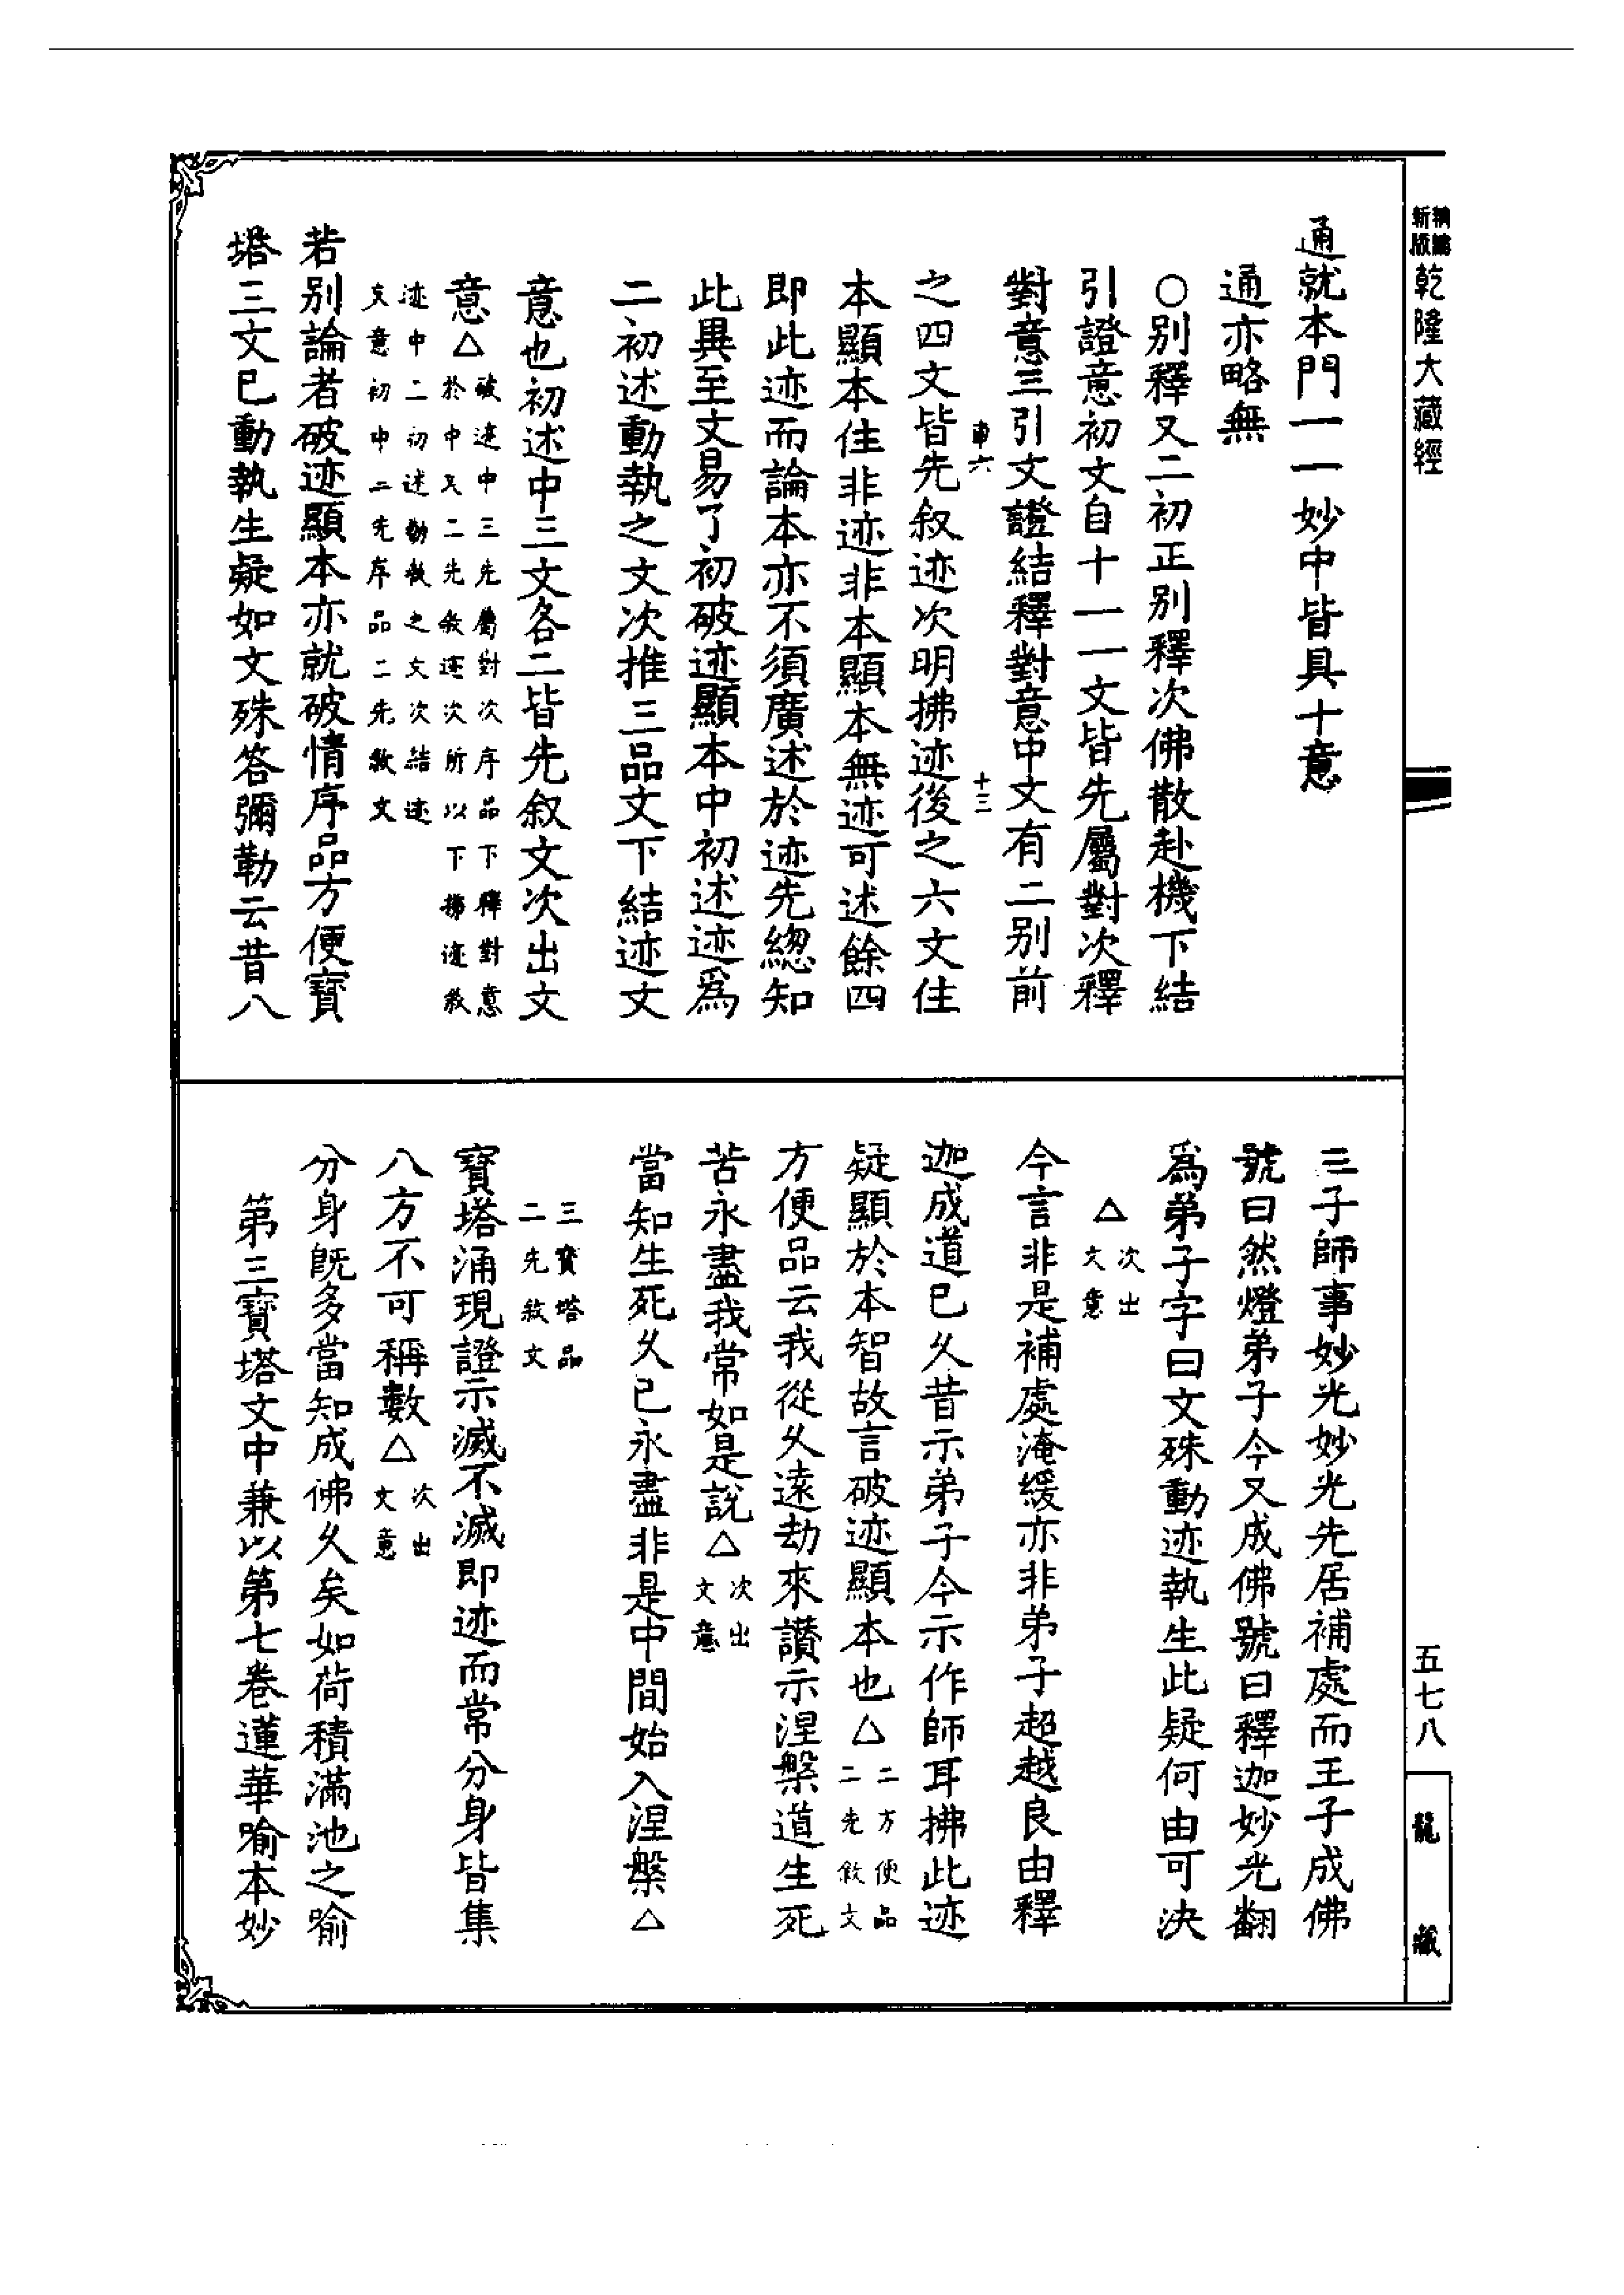 精編
新版
乾隆大藏經
五七八
龍藏
通就本門一一妙中皆具十意
通亦略無
○別釋又二初正別釋次佛散赴機下結
引證意初文自十一一文皆先屬對次釋
對意三引文證結釋對意中文有二別前
車六
十三
之四文皆先叙迹次明拂迹後之六文住
本顯本住非迹非本顯本無迹可述餘四
即此迹而論本亦不須廣述於迹先總知
此異至文易了初破迹顯本中初述迹爲
二初述動執之文次推三品文下結迹文
意也初述中三文各二皆先叙文次出文
意△
破迹中三先屬對次序品下釋對意
於中又二先敘迹次所以下拂迹敘
迹中二初述動執之文次結迹
文意初中二先序品二先敘文
若別論者破迹顯本亦就破情序品方便寶
塔三文已動執生疑如文殊答彌勒云昔八
三子師事妙光妙光先居補處而王子成佛
號曰然燈弟子今又成佛號曰釋迦妙光翻
爲弟子字曰文殊動迹執生此疑何由可決
△
次出
文意
今言非是補處淹緩亦非弟子超越良由釋
迦成道已久昔示弟子今示作師耳拂此迹
疑顯於本智故言破迹顯本也△
二方便品
二先敘文
方便品云我從久遠劫來讚示涅槃道生死
苦永盡我常如是說△
次出
文意
當知生死久已永盡非是中間始入涅槃△
三寶塔品
二先敘文
寶塔涌現證示滅不滅即迹而常分身皆集
八方不可稱數△
次出
文意
分身既多當知成佛久矣如荷積滿池之喻
第三寶塔文中兼以第七卷蓮華喻本妙